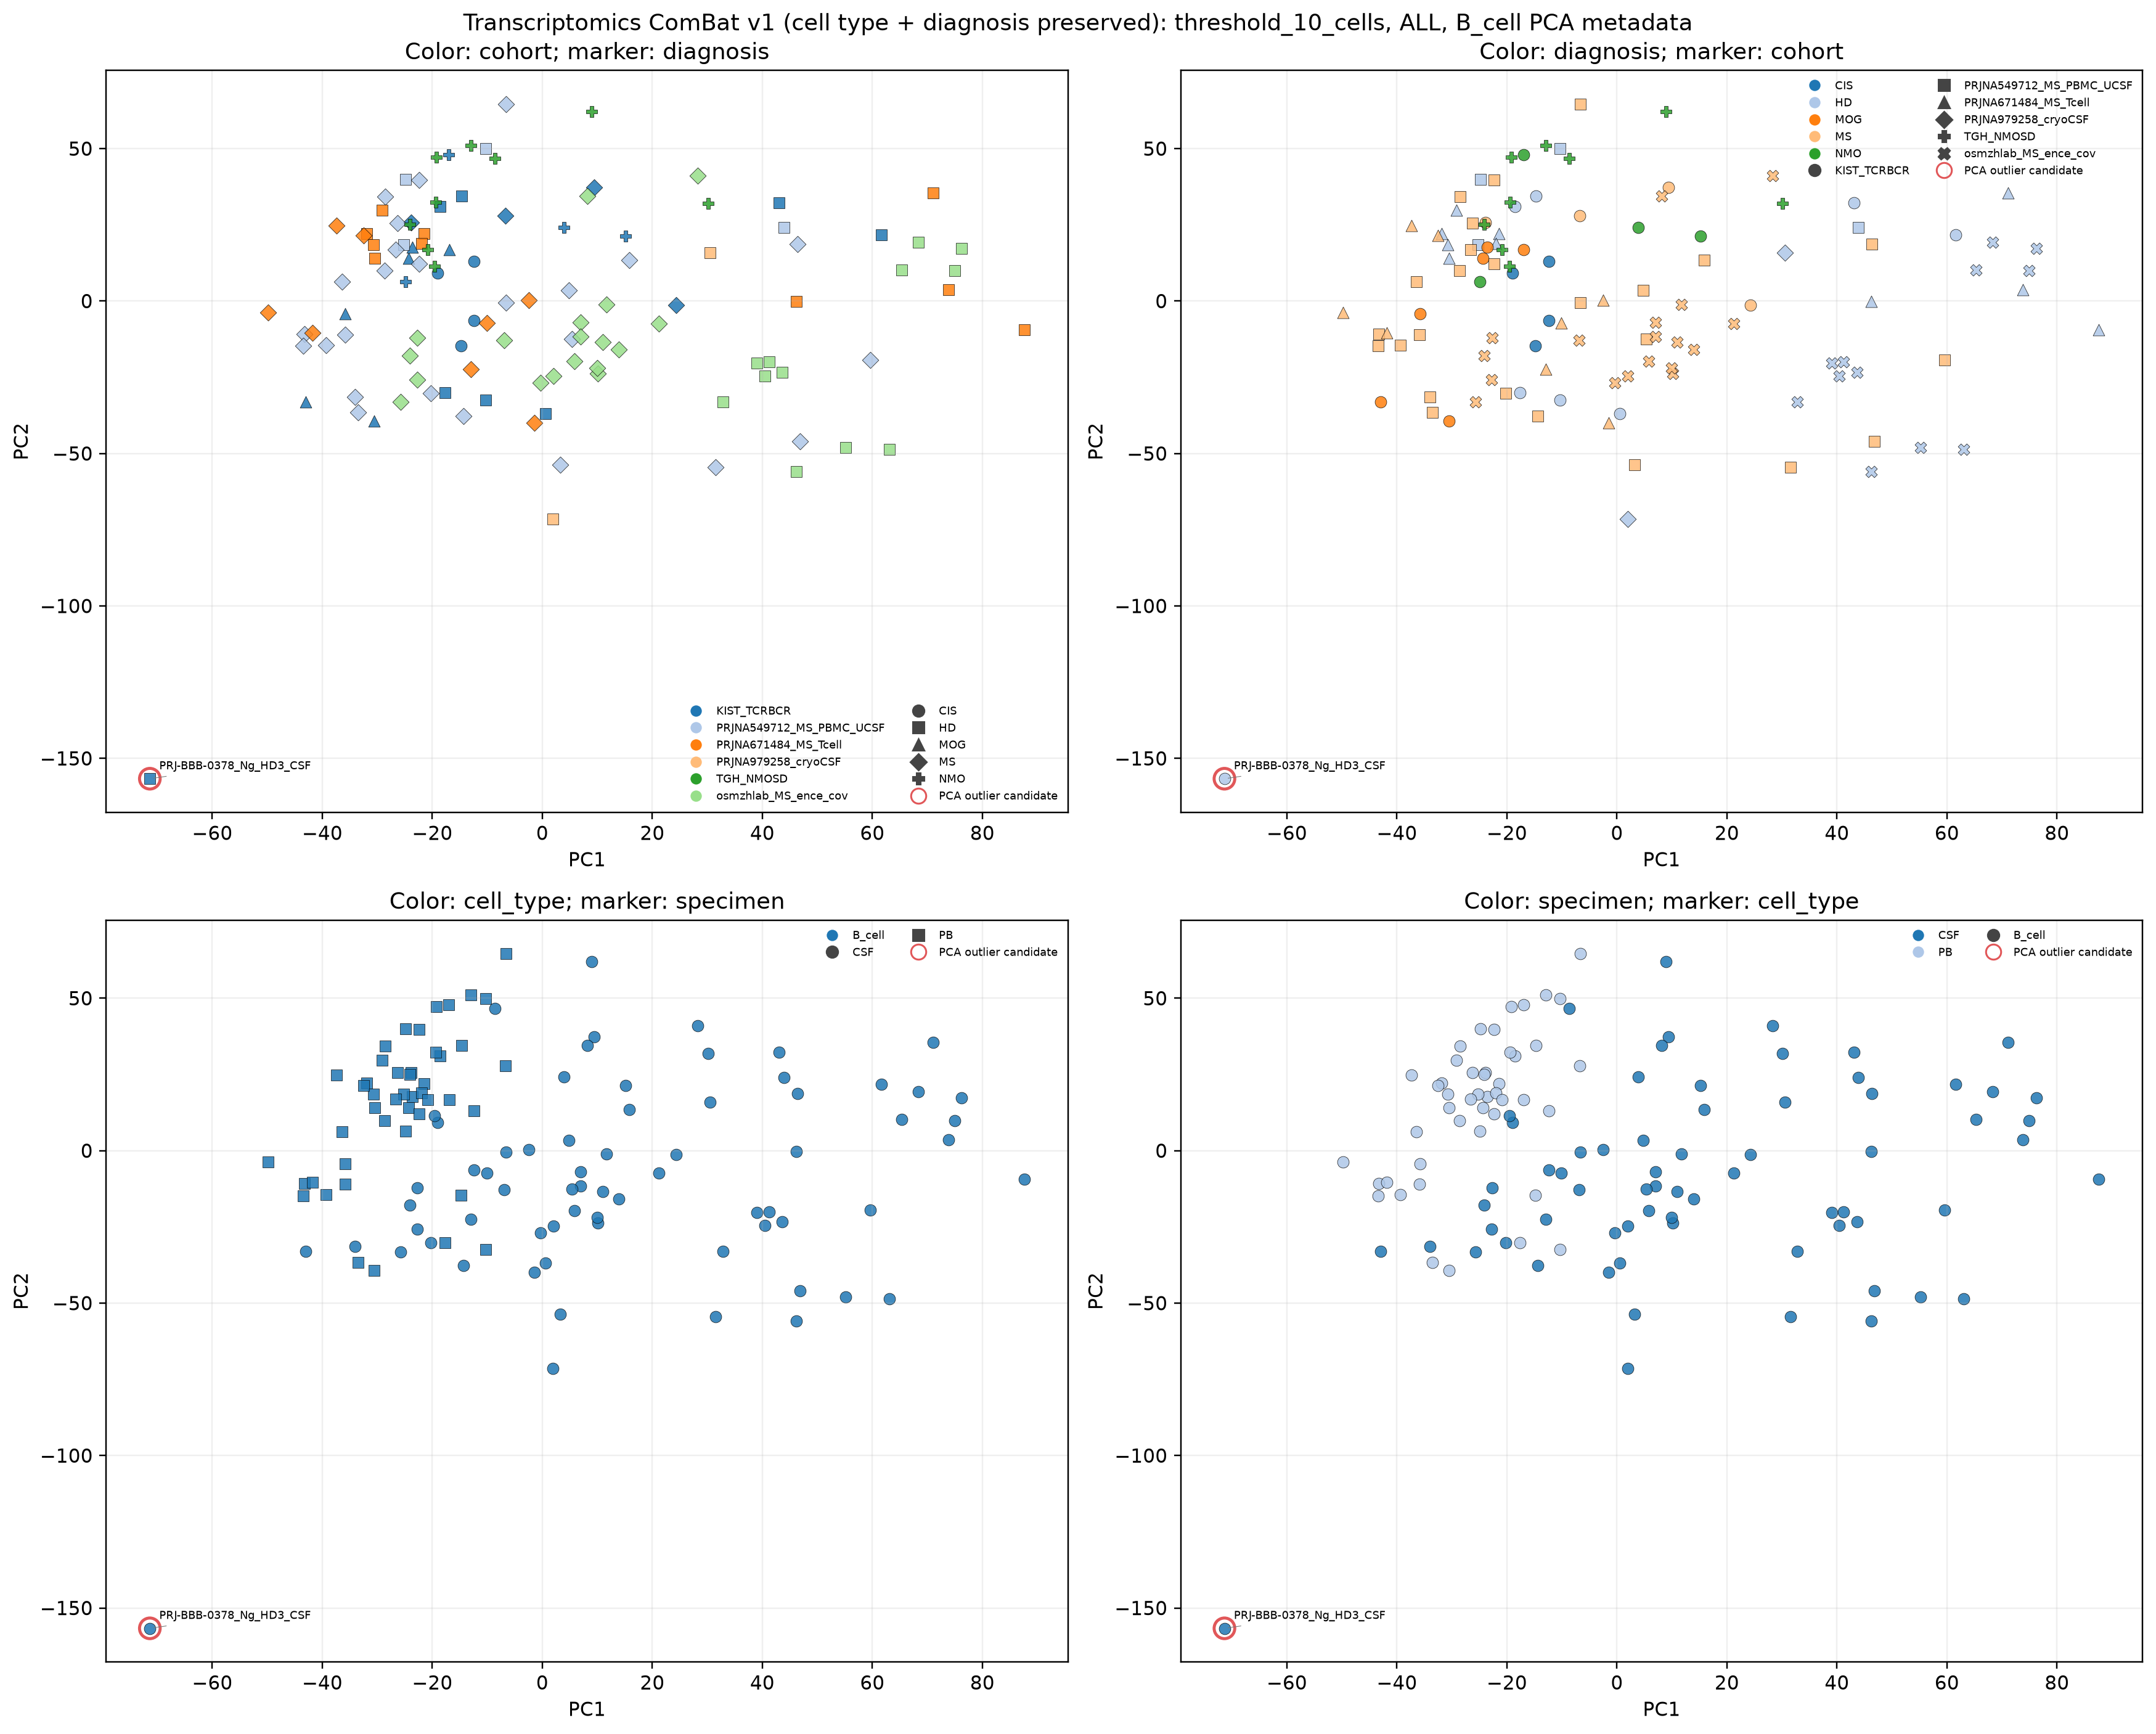 Transcriptomics ComBat v1 (cell type + diagnosis preserved): threshold_10_cells, ALL, B_cell PCA metadata
Color: cohort; marker: diagnosis
50
0
−50
−100
−150
PC2
PRJ-BBB-0378_Ng_HD3_CSF
KIST_TCRBCR
PRJNA549712_MS_PBMC_UCSF
PRJNA671484_MS_Tcell
PRJNA979258_cryoCSF
TGH_NMOSD
osmzhlab_MS_ence_cov
CIS
HD
MOG
MS
NMO
PCA outlier candidate
−60 −40 −20 0 20 40 60 80
PC1
Color: diagnosis; marker: cohort
CIS
HD
MOG
MS
NMO
KIST_TCRBCR
PRJNA549712_MS_PBMC_UCSF
PRJNA671484_MS_Tcell
PRJNA979258_cryoCSF
TGH_NMOSD
osmzhlab_MS_ence_cov
PCA outlier candidate
50
0
−50
−100
−150
PC2
PRJ-BBB-0378_Ng_HD3_CSF
−60 −40 −20 0 20 40 60 80
PC1
Color: cell_type; marker: specimen
B_cell
CSF
PB
PCA outlier candidate
50
0
−50
−100
−150
PC2
PRJ-BBB-0378_Ng_HD3_CSF
−60 −40 −20 0 20 40 60 80
PC1
Color: specimen; marker: cell_type
CSF
PB
B_cell
PCA outlier candidate
50
0
−50
−100
−150
PC2
PRJ-BBB-0378_Ng_HD3_CSF
−60 −40 −20 0 20 40 60 80
PC1